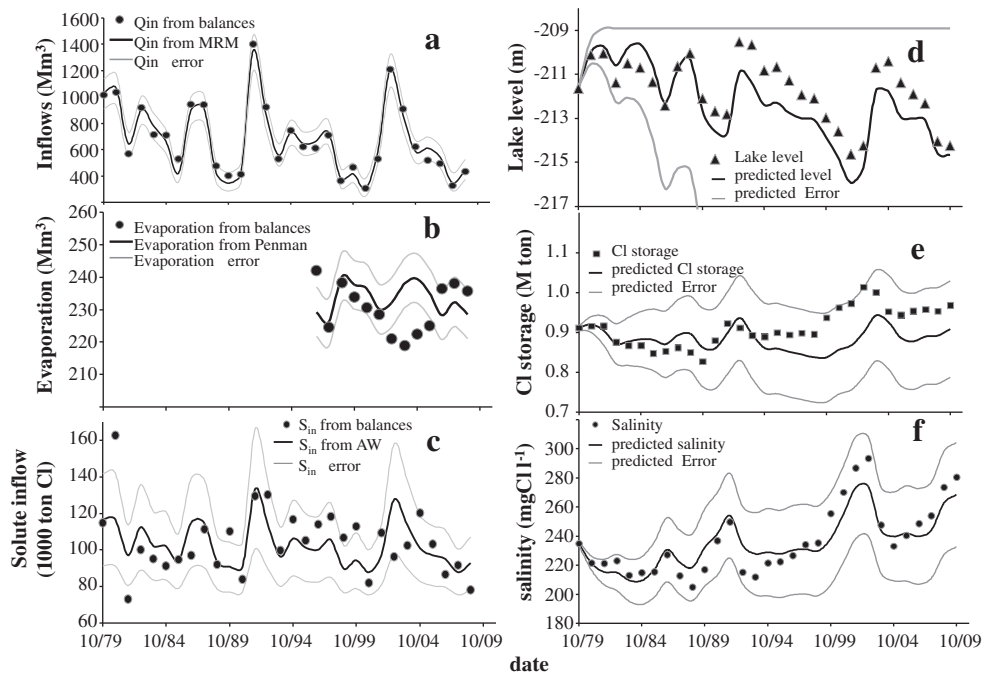 1600
1400
1200
1000
800
600
400
Inflows (Mm³)
Qin from balances
Qin from MRM
Qin error
a
260
250
240
230
220
210
Evaporation (Mm³)
Evaporation from balances
Evaporation from Penman
Evaporation error
b
160
140
120
100
80
60
Solute inflow
(1000 ton Cl)
Sin from balances
Sin from AW
Sin error
c
10/79 10/84 10/89 10/94 10/99 10/04 10/09
-209
-211
-213
-215
-217
Lake level (m)
d
Lake level
predicted level
predicted Error
1.1
1.0
0.9
0.8
0.7
Cl storage (M ton)
Cl storage
predicted Cl storage
predicted Error
e
300
280
260
240
220
200
180
salinity (mgCl l⁻¹)
Salinity
predicted salinity
predicted Error
f
10/79 10/84 10/89 10/94 10/99 10/04 10/09
date